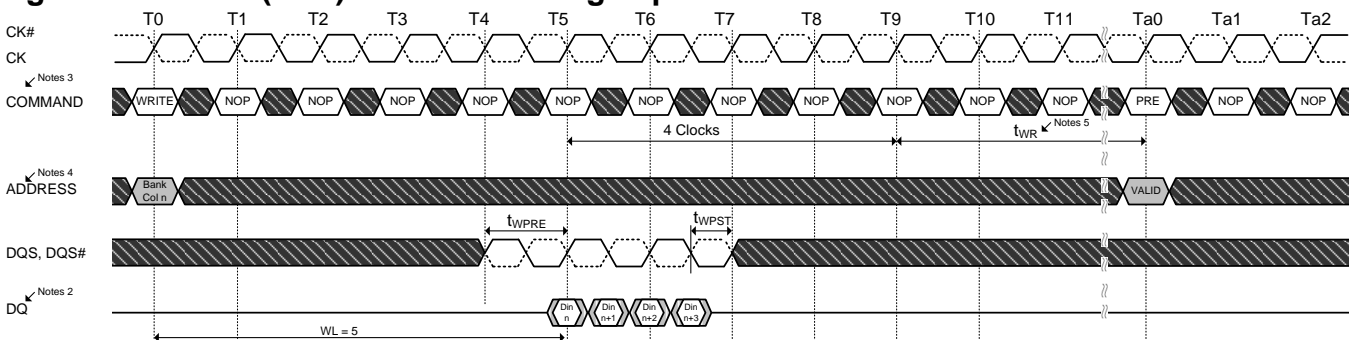 T0 T1 T2 T3 T4 T5 T6 T7 T8 T9 T10 T11 Ta0 Ta1 Ta2
CK#
CK
Notes 3
COMMAND WRITE NOP NOP NOP NOP NOP NOP NOP NOP NOP NOP NOP PRE NOP NOP
4 Clocks tWR Notes 5
Notes 4
ADDRESS Bank Col n VALID
tWPRE tWPST
DQS, DQS#
Notes 2
DQ Din n Din n+1 Din n+2 Din n+3
WL = 5